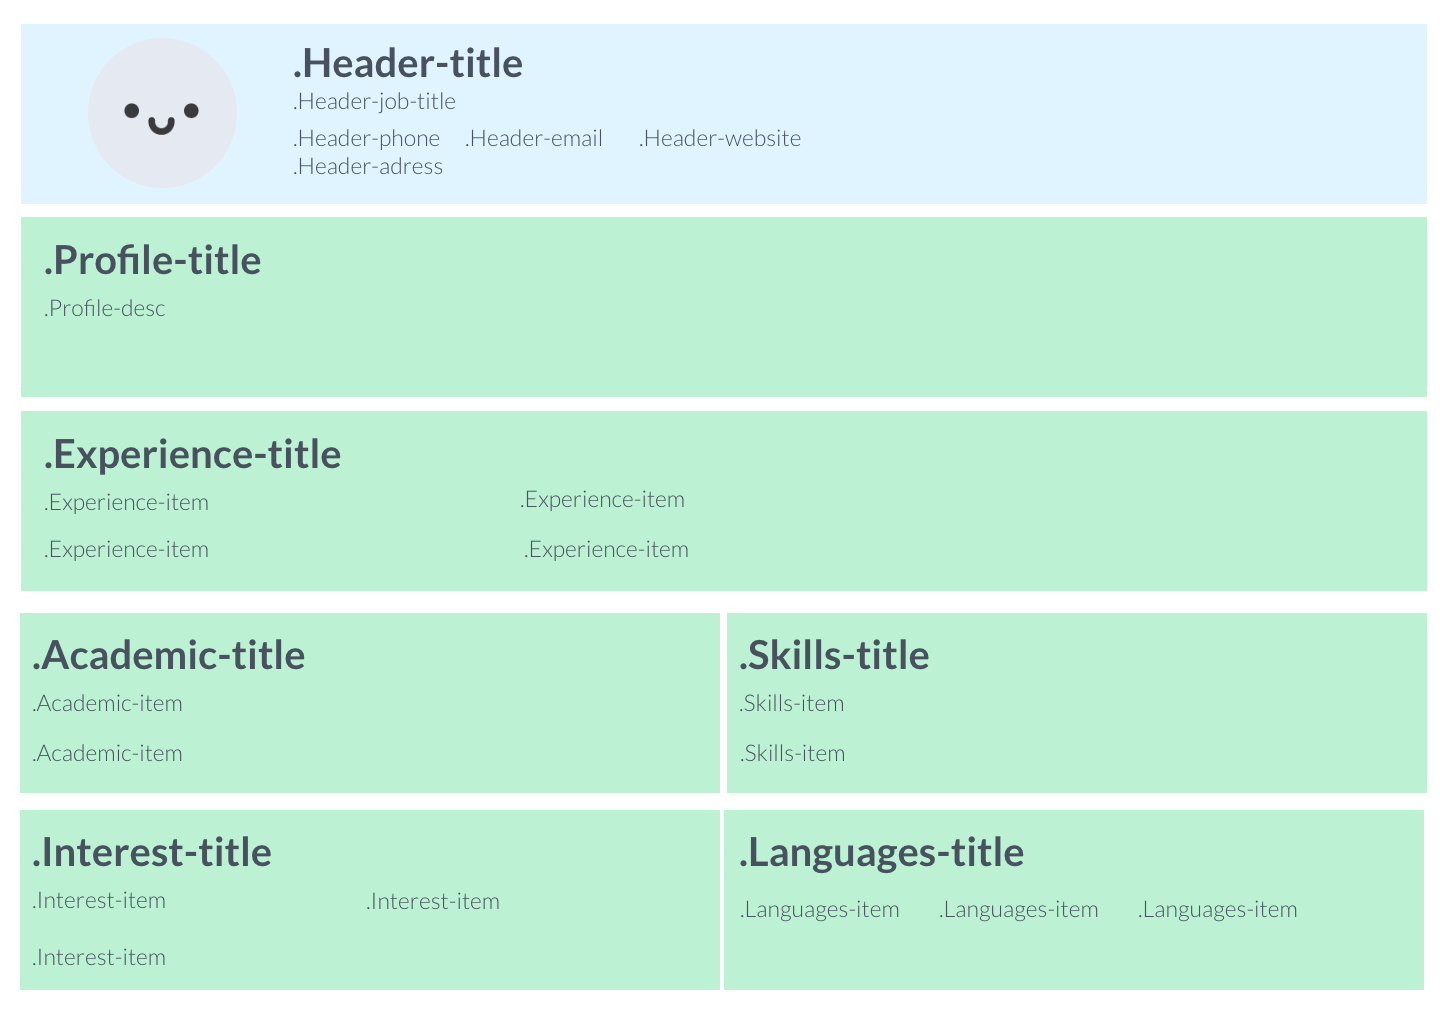 .Header-title
.Header-job-title
.Header-phone .Header-email .Header-website
.Header-adress
.Profile-title
.Profile-desc
.Experience-title
.Experience-item .Experience-item
.Experience-item .Experience-item
.Academic-title
.Academic-item
.Academic-item
.Skills-title
.Skills-item
.Skills-item
.Interest-title
.Interest-item .Interest-item
.Interest-item
.Languages-title
.Languages-item .Languages-item .Languages-item